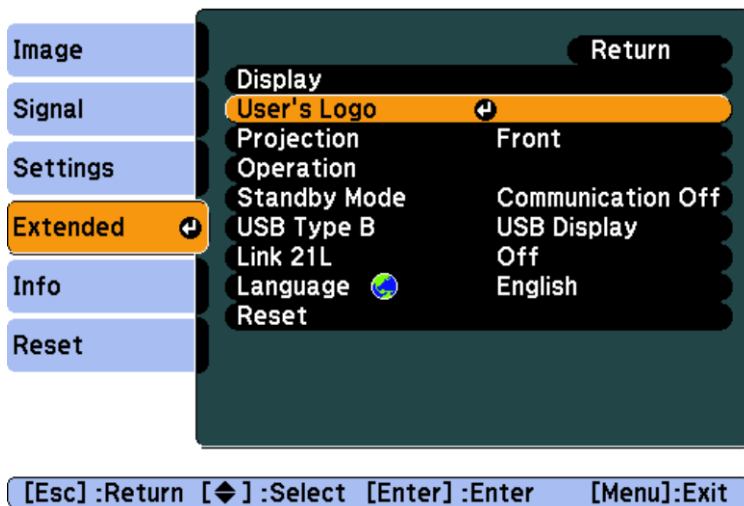 Image
Signal
Settings
Extended
Info
Reset
Return
Display
User's Logo
Projection Front
Operation
Standby Mode Communication Off
USB Type B USB Display
Link 21L Off
Language English
Reset
[Esc] :Return [ ] :Select [Enter] :Enter [Menu]:Exit